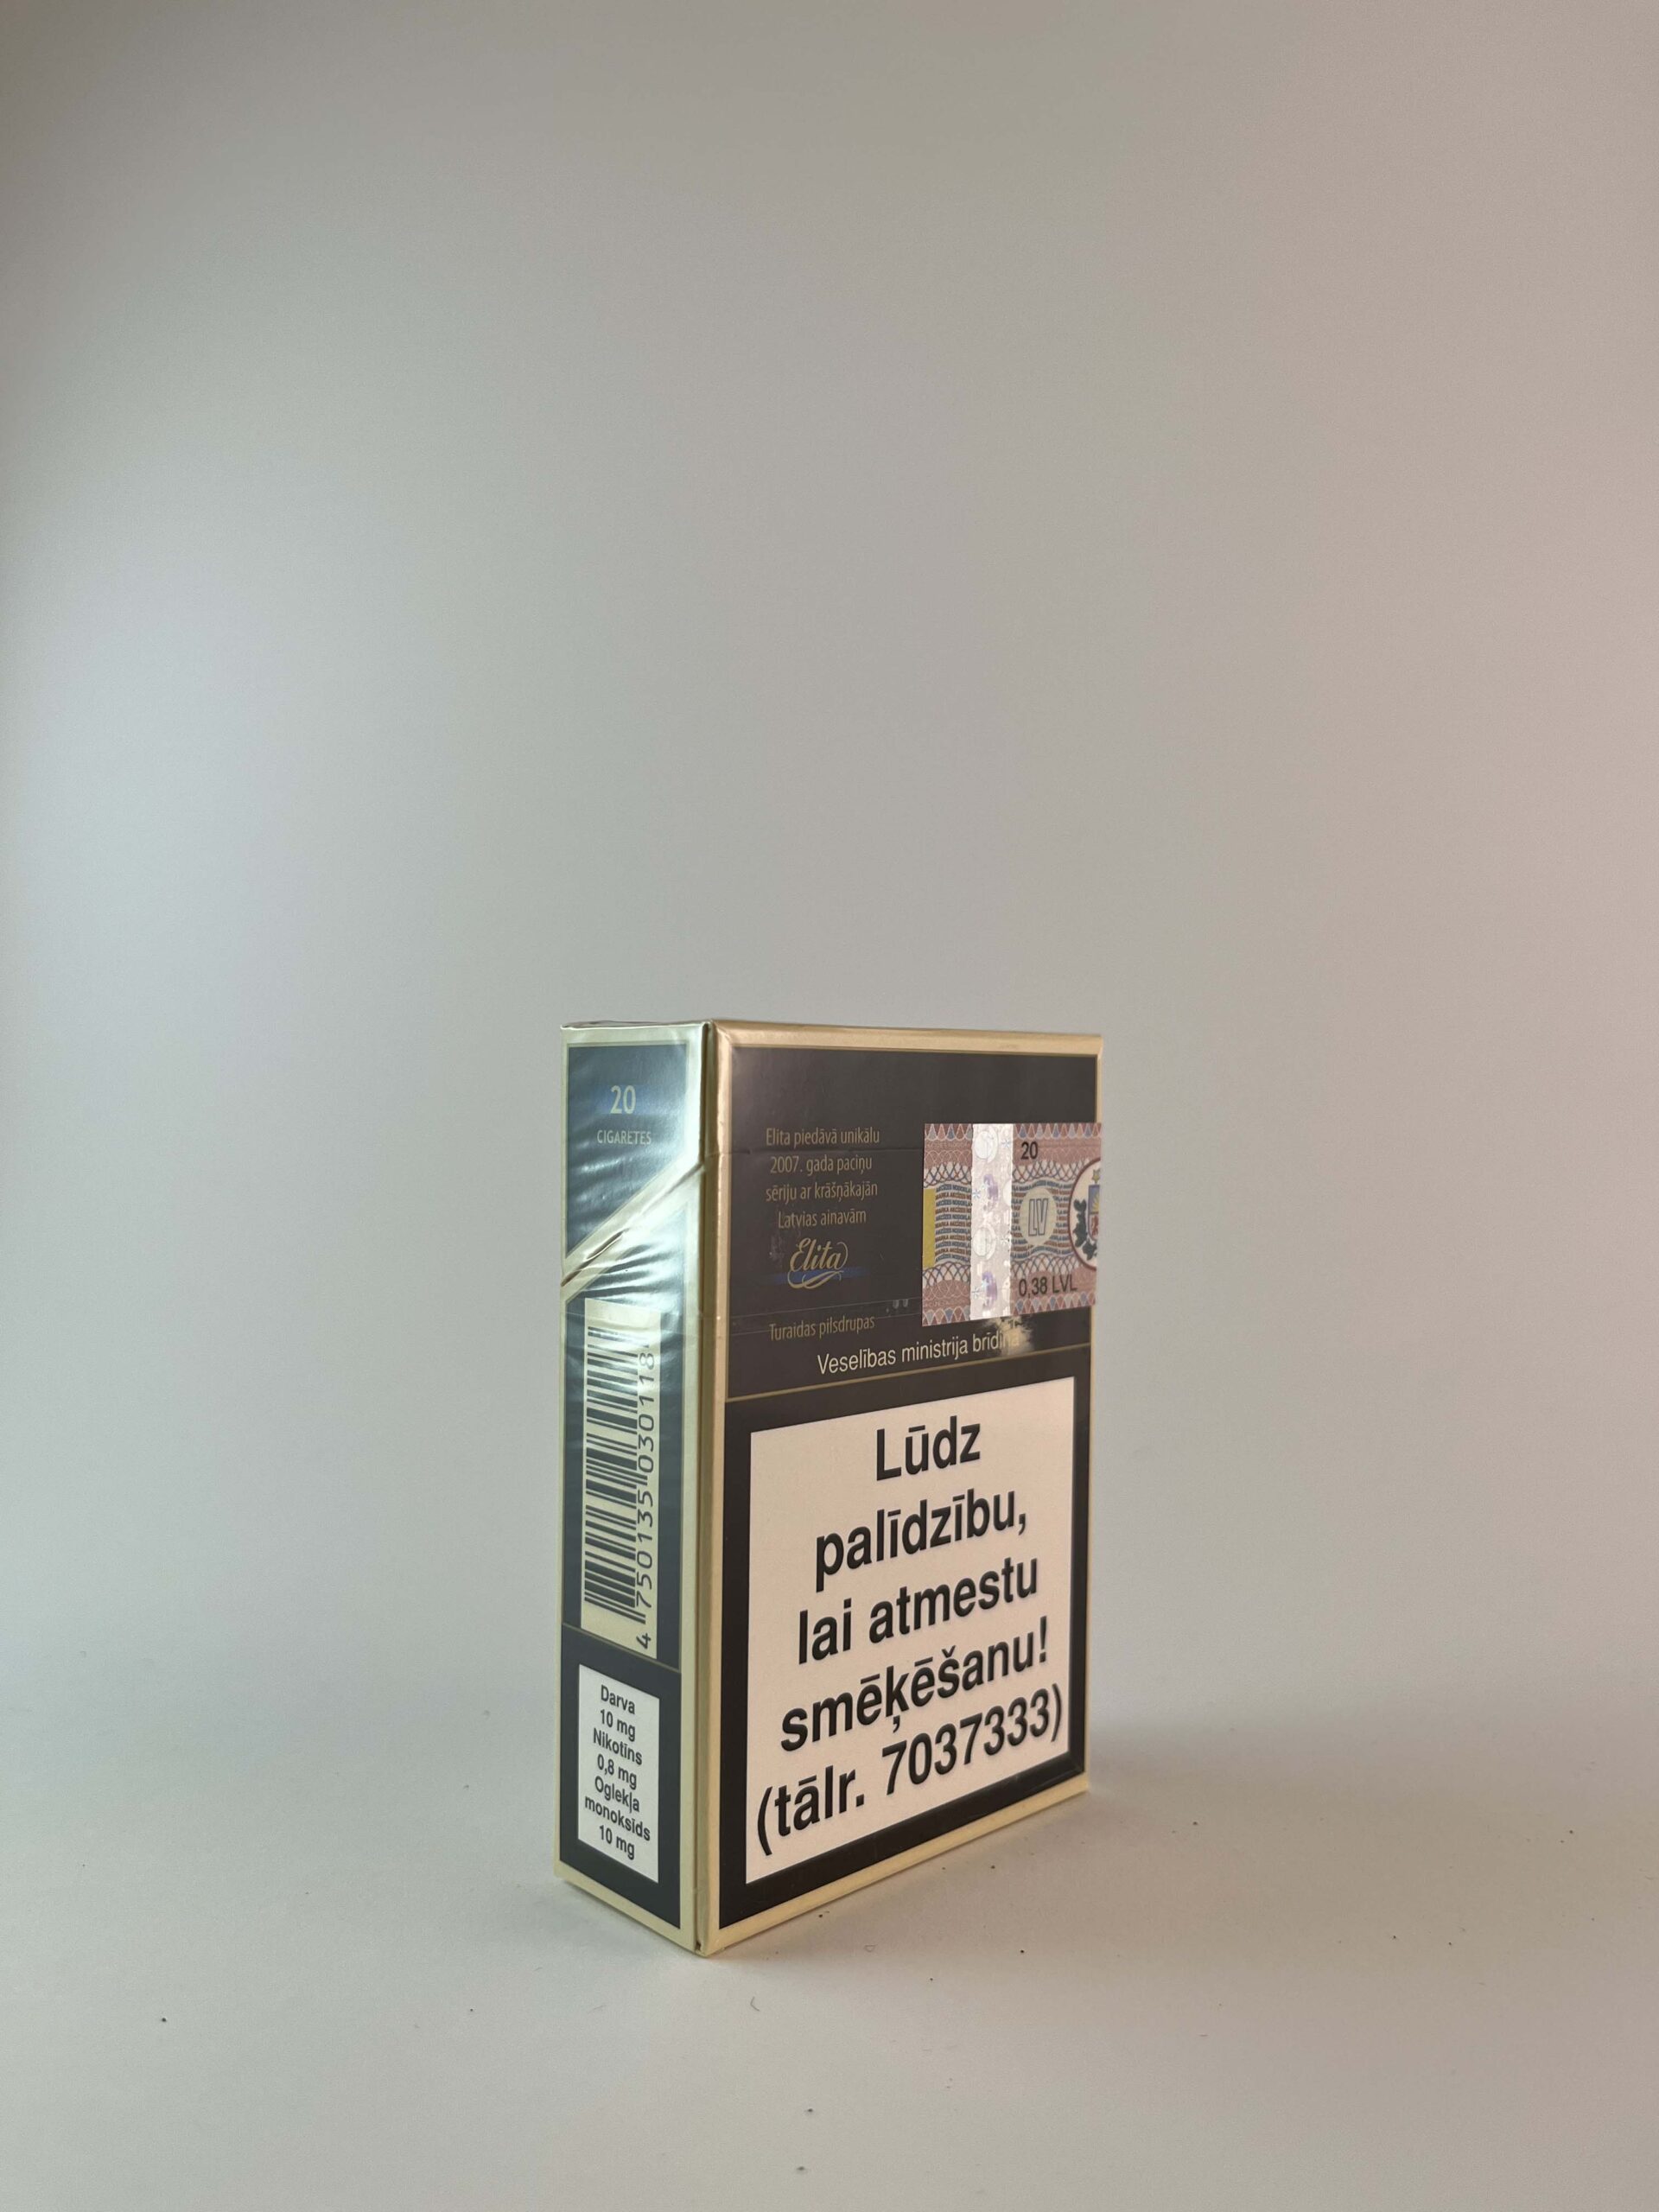 20
CIGARETES
4 750135 030118
Darva
10 mg
Nikotīns
0,8 mg
Oglekļa
monoksīds
10 mg
Elita piedāvā unikālu
2007. gada paciņu
sēriju ar krāšņākajām
Latvias ainavām
Elita
Turaidas pilsdrupas
20
LV
0,38 LVL
Veselības ministrija brīdina
Lūdz
palīdzību,
lai atmestu
smēķēšanu!
(tālr. 7037333)